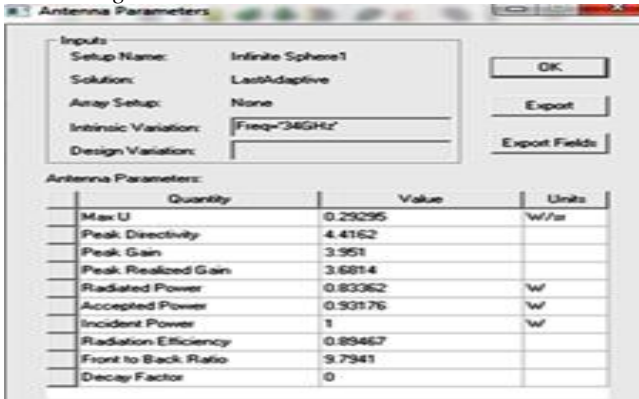 Antenna Parameters
Inputs
Setup Name: Infinite Sphere1
OK
Solution: LastAdaptive
Array Setup: None
Export
Intrinsic Variation: Freq='34GHz'
Export Fields
Design Variation:
Antenna Parameters:
Quantity Value Units
Max U 0.29295 W/sr
Peak Directivity 4.4162
Peak Gain 3.951
Peak Realized Gain 3.6814
Radiated Power 0.83362 W
Accepted Power 0.93176 W
Incident Power 1 W
Radiation Efficiency 0.89467
Front to Back Ratio 9.7941
Decay Factor 0